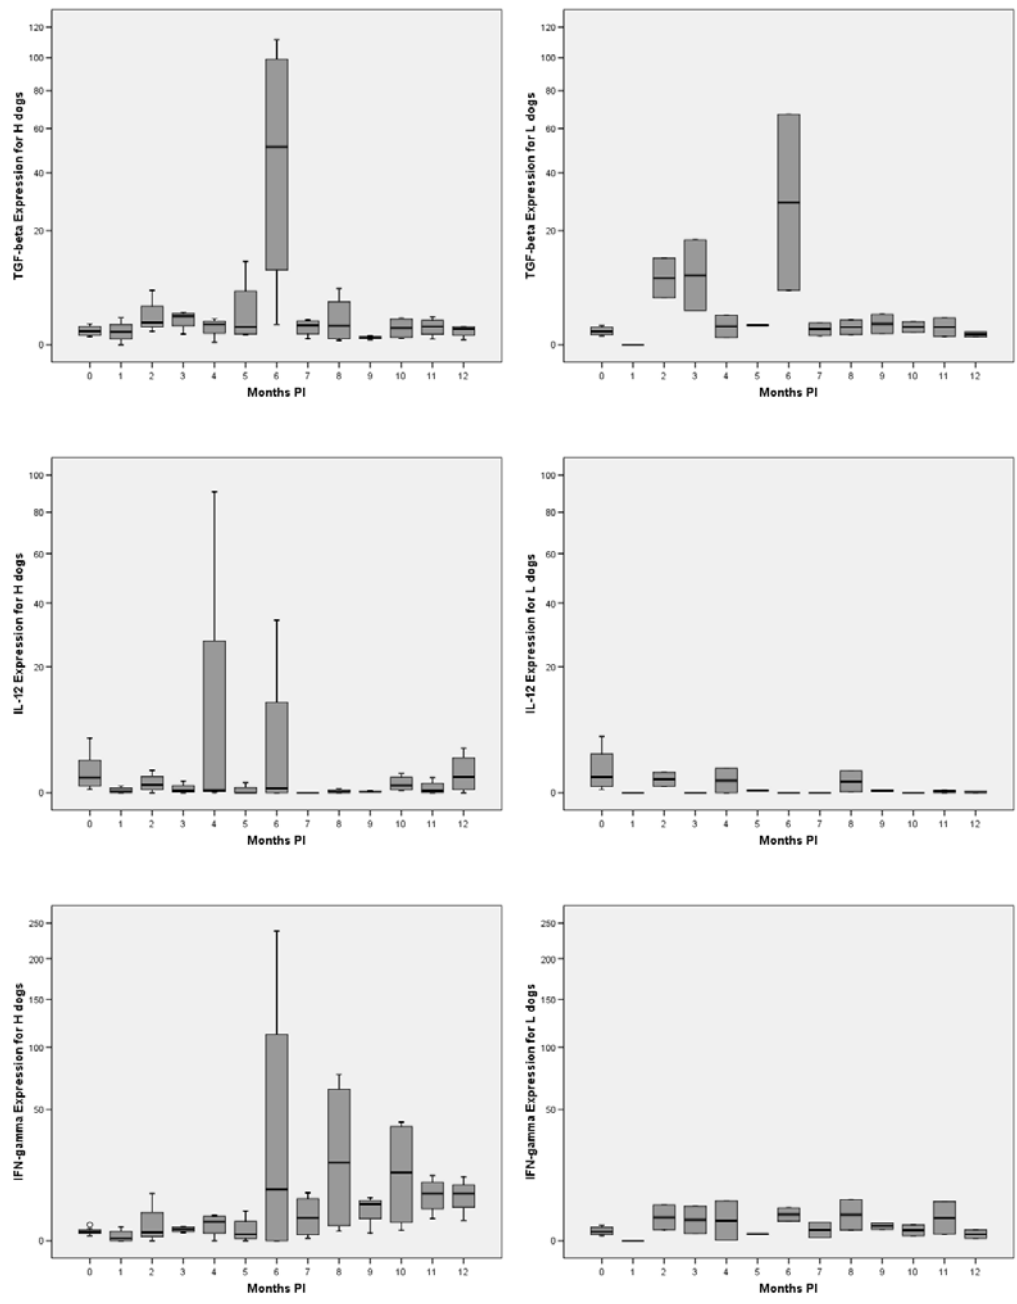 TGF-beta Expression for H dogs
120
100
80
60
40
20
0
0 1 2 3 4 5 6 7 8 9 10 11 12
Months PI
TGF-beta Expression for L dogs
120
100
80
60
40
20
0
0 1 2 3 4 5 6 7 8 9 10 11 12
Months PI
IL-12 Expression for H dogs
100
80
60
40
20
0
0 1 2 3 4 5 6 7 8 9 10 11 12
Months PI
IL-12 Expression for L dogs
100
80
60
40
20
0
0 1 2 3 4 5 6 7 8 9 10 11 12
Months PI
IFN-gamma Expression for H dogs
250
200
150
100
50
0
0 1 2 3 4 5 6 7 8 9 10 11 12
Months PI
IFN-gamma Expression for L dogs
250
200
150
100
50
0
0 1 2 3 4 5 6 7 8 9 10 11 12
Months PI